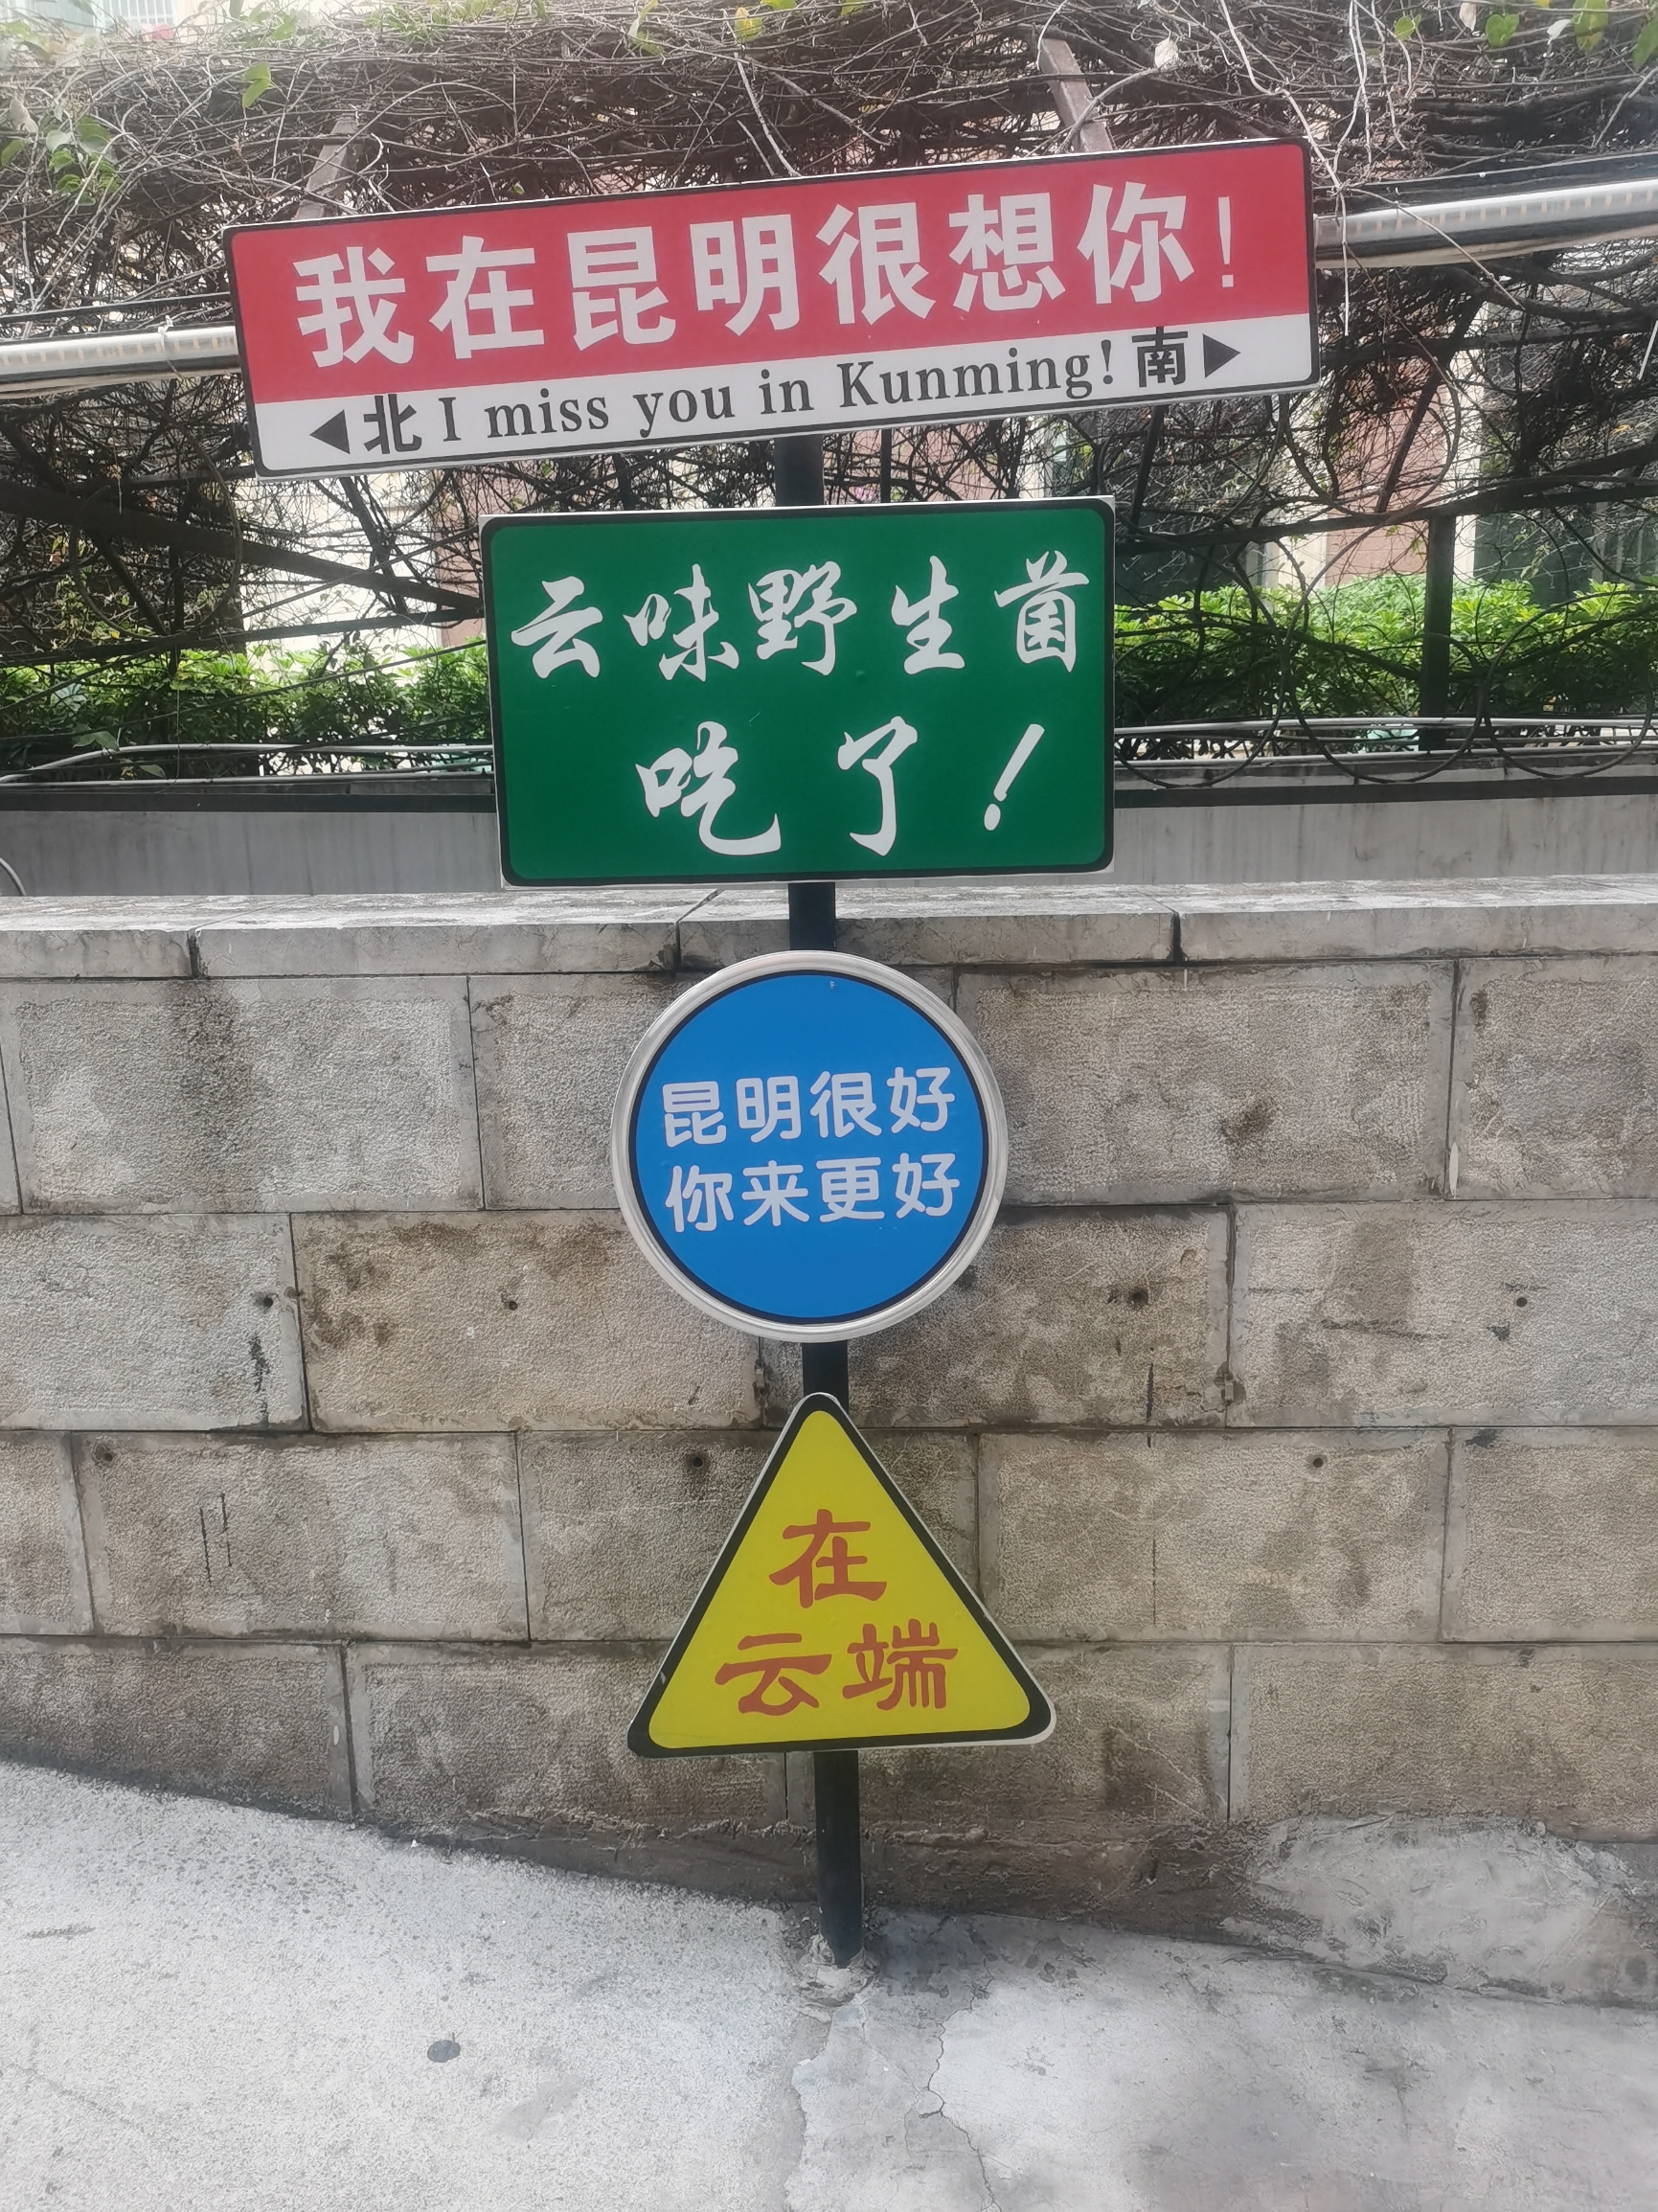 我在昆明很想你!
◀北 I miss you in Kunming! 南▶
云味野生菌
吃了!
昆明很好
你来更好
在
云端